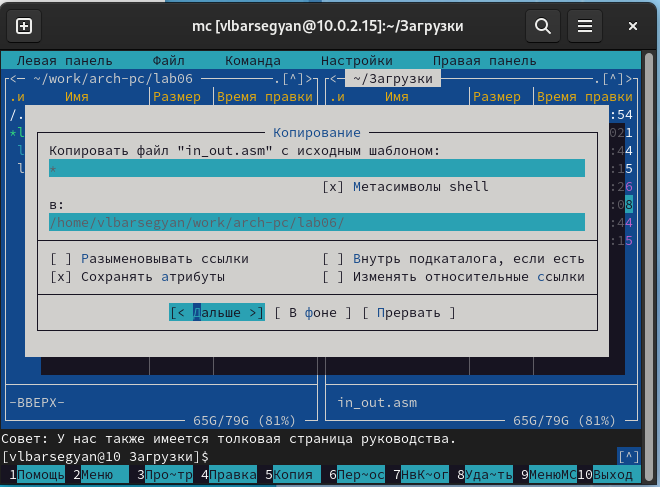 mc [vlbarsegyan@10.0.2.15]:~/Загрузки
Левая панель Файл Команда Настройки Правая панель
<─ ~/work/arch-pc/lab06 .[^]> <─ ~/Загрузки .[^]>
.и Имя Размер Время правки .и Имя Размер Время правки
/. :54
*l 021
l :44
l :15
:26
:08
:44
:15
Копирование
Копировать файл "in_out.asm" с исходным шаблоном:
*
[x] Метасимволы shell
в:
/home/vlbarsegyan/work/arch-pc/lab06/
[ ] Разыменовывать ссылки [ ] Внутрь подкаталога, если есть
[x] Сохранять атрибуты [ ] Изменять относительные ссылки
[< Дальше >] [ В фоне ] [ Прервать ]
-ВВЕРХ- in_out.asm
65G/79G (81%) 65G/79G (81%)
Совет: У нас также имеется толковая страница руководства.
[vlbarsegyan@10 Загрузки]$ [^]
1Помощь 2Меню 3Про~тр 4Правка 5Копия 6Пер~ос 7НвК~ог 8Уда~ть 9МенюMC 10Выход